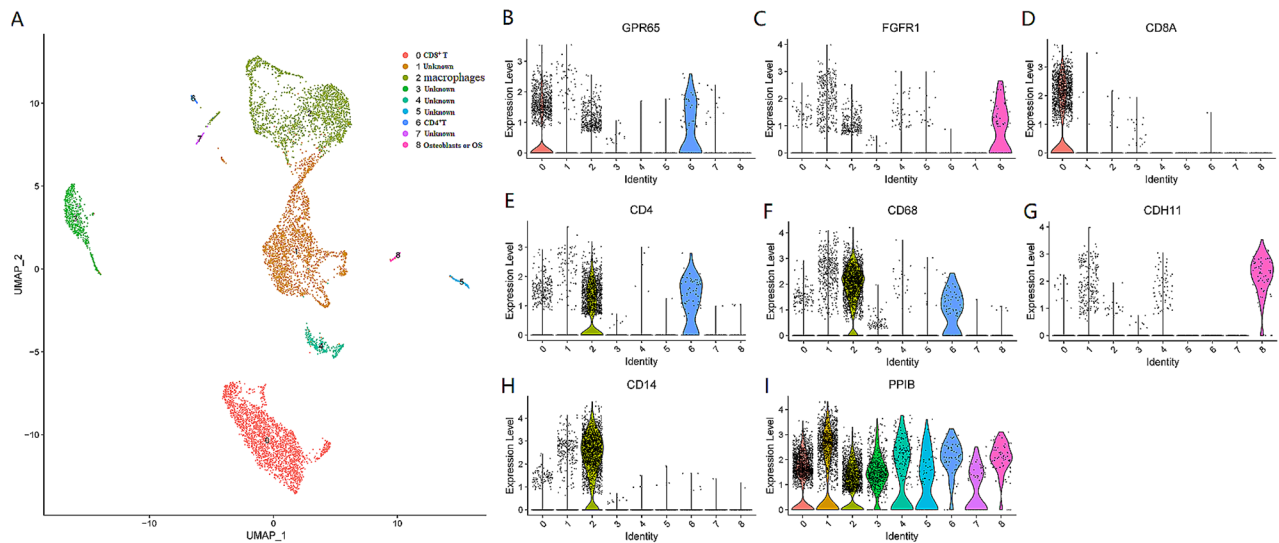 A
UMAP_2
10
5
0
−5
−10
−10
0
10
UMAP_1
0 CD8⁺ T
1 Unknown
2 macrophages
3 Unknown
4 Unknown
5 Unknown
6 CD4⁺T
7 Unknown
8 Osteoblants or OS
6
7
8
5
4
B
GPR65
Expression Level
3
2
1
0
0 1 2 3 4 5 6 7 8
Identity
C
FGFR1
Expression Level
4
3
2
1
0
0 1 2 3 4 5 6 7 8
Identity
D
CD8A
Expression Level
3
2
1
0
0 1 2 3 4 5 6 7 8
Identity
E
CD4
Expression Level
3
2
1
0
0 1 2 3 4 5 6 7 8
Identity
F
CD68
Expression Level
4
3
2
1
0
0 1 2 3 4 5 6 7 8
Identity
G
CDH11
Expression Level
4
3
2
1
0
0 1 2 3 4 5 6 7 8
Identity
H
CD14
Expression Level
4
3
2
1
0
0 1 2 3 4 5 6 7 8
Identity
I
PPIB
Expression Level
4
3
2
1
0
0 1 2 3 4 5 6 7 8
Identity